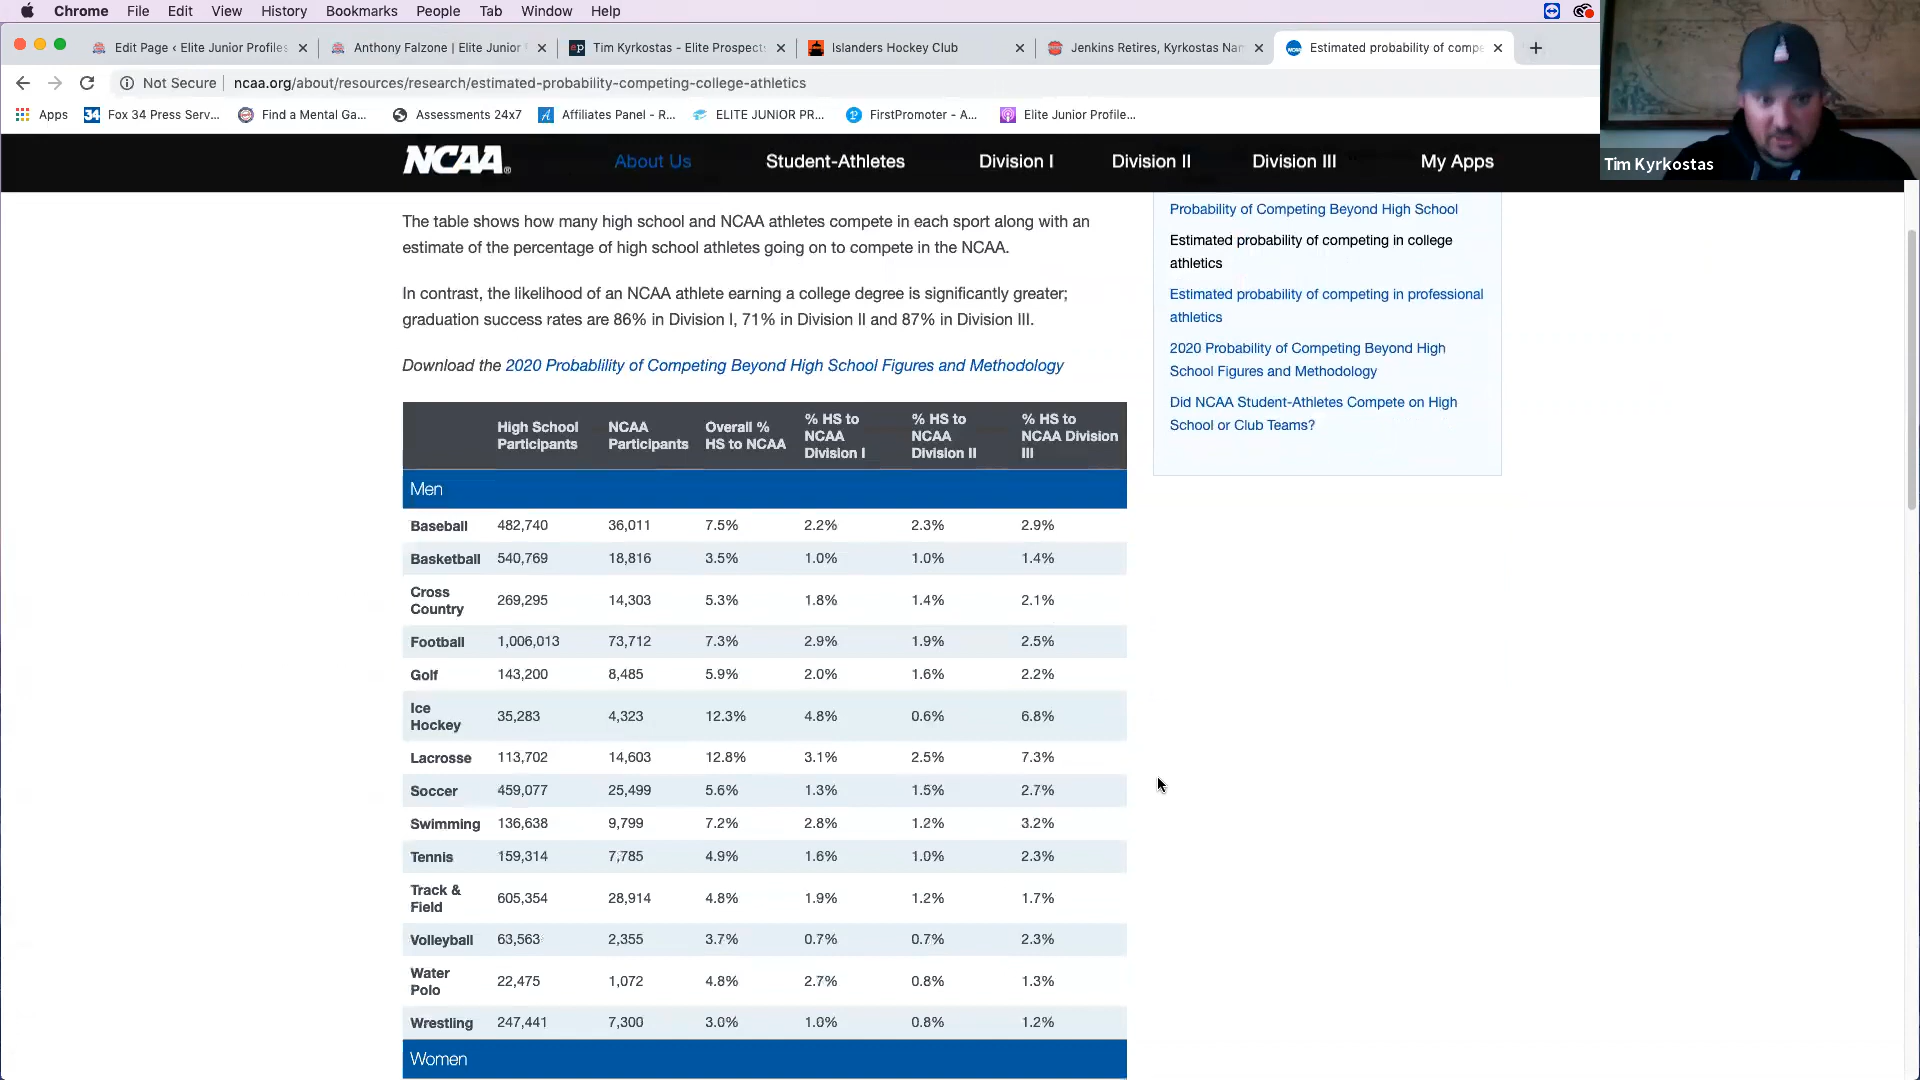 Chrome File Edit View History Bookmarks People Tab Window Help
Edit Page ‹ Elite Junior Profiles
Anthony Falzone | Elite Junior
Tim Kyrkostas - Elite Prospects
Islanders Hockey Club
Jenkins Retires, Kyrkostas Nan
Estimated probability of compe
Not Secure | ncaa.org/about/resources/research/estimated-probability-competing-college-athletics
Apps Fox 34 Press Serv... Find a Mental Ga... Assessments 24x7 Affiliates Panel - R... ELITE JUNIOR PR... FirstPromoter - A... Elite Junior Profile...
NCAA About Us Student-Athletes Division I Division II Division III My Apps
Tim Kyrkostas
The table shows how many high school and NCAA athletes compete in each sport along with an
estimate of the percentage of high school athletes going on to compete in the NCAA.
In contrast, the likelihood of an NCAA athlete earning a college degree is significantly greater;
graduation success rates are 86% in Division I, 71% in Division II and 87% in Division III.
Download the 2020 Probablility of Competing Beyond High School Figures and Methodology
High School Participants NCAA Participants Overall % HS to NCAA % HS to NCAA Division I % HS to NCAA Division II % HS to NCAA Division III
Men
Baseball 482,740 36,011 7.5% 2.2% 2.3% 2.9%
Basketball 540,769 18,816 3.5% 1.0% 1.0% 1.4%
Cross Country 269,295 14,303 5.3% 1.8% 1.4% 2.1%
Football 1,006,013 73,712 7.3% 2.9% 1.9% 2.5%
Golf 143,200 8,485 5.9% 2.0% 1.6% 2.2%
Ice Hockey 35,283 4,323 12.3% 4.8% 0.6% 6.8%
Lacrosse 113,702 14,603 12.8% 3.1% 2.5% 7.3%
Soccer 459,077 25,499 5.6% 1.3% 1.5% 2.7%
Swimming 136,638 9,799 7.2% 2.8% 1.2% 3.2%
Tennis 159,314 7,785 4.9% 1.6% 1.0% 2.3%
Track & Field 605,354 28,914 4.8% 1.9% 1.2% 1.7%
Volleyball 63,563 2,355 3.7% 0.7% 0.7% 2.3%
Water Polo 22,475 1,072 4.8% 2.7% 0.8% 1.3%
Wrestling 247,441 7,300 3.0% 1.0% 0.8% 1.2%
Women
Probability of Competing Beyond High School
Estimated probability of competing in college
athletics
Estimated probability of competing in professional
athletics
2020 Probability of Competing Beyond High
School Figures and Methodology
Did NCAA Student-Athletes Compete on High
School or Club Teams?